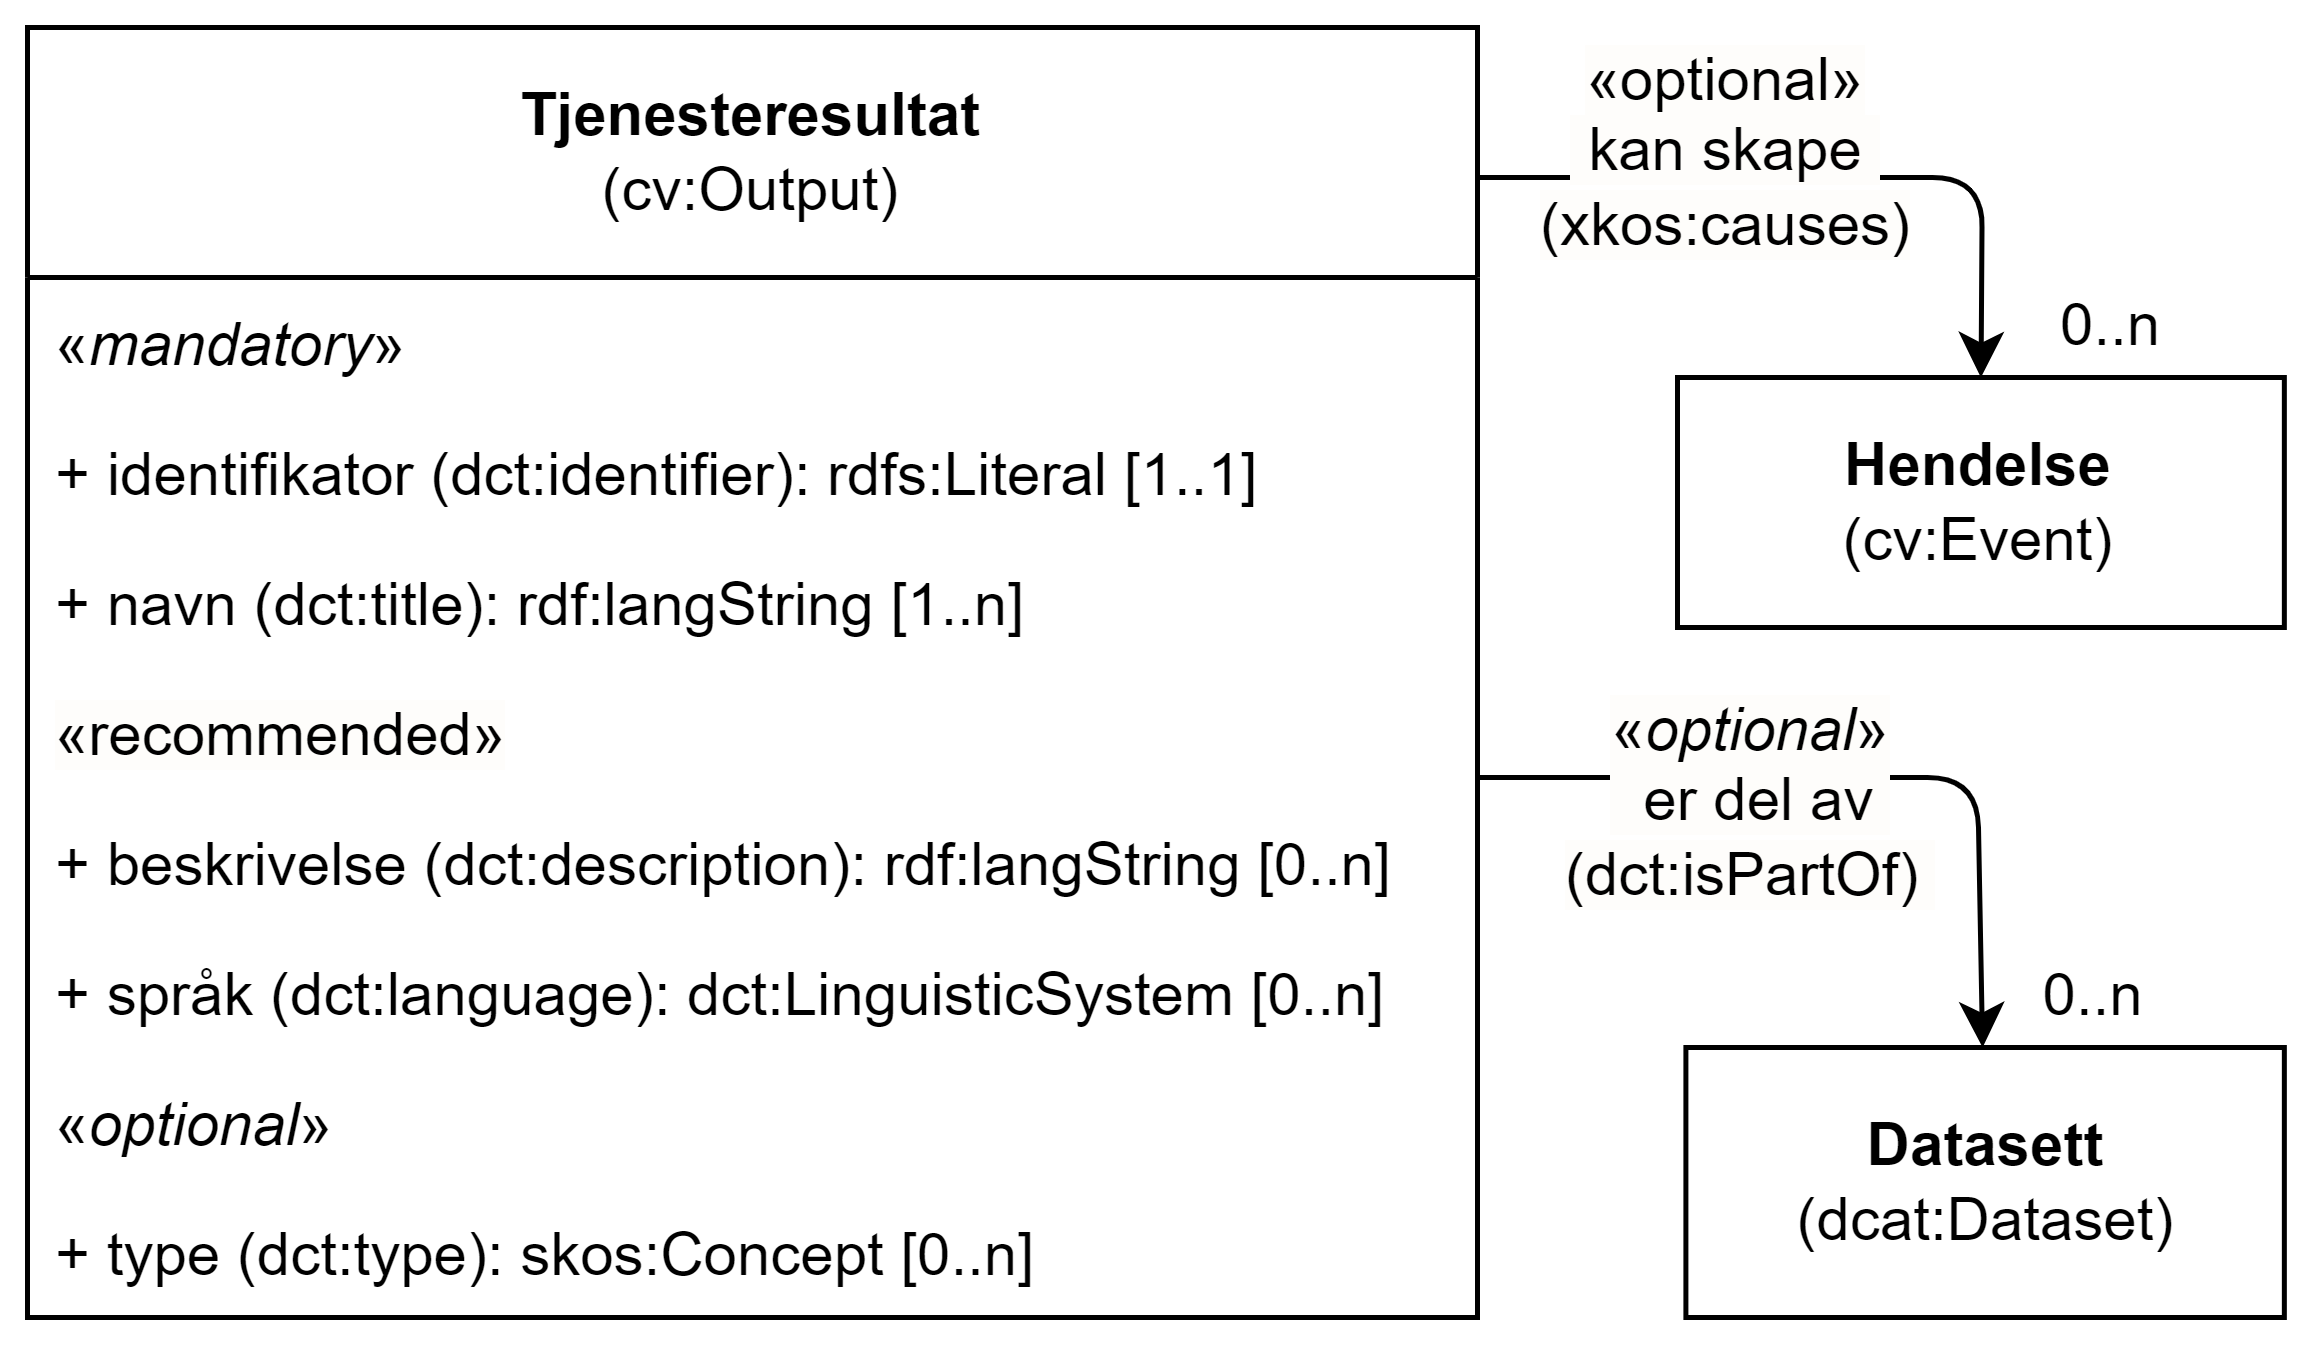 Tjenesteresultat
(cv:Output)
«mandatory»
+ identifikator (dct:identifier): rdfs:Literal [1..1]
+ navn (dct:title): rdf:langString [1..n]
«recommended»
+ beskrivelse (dct:description): rdf:langString [0..n]
+ språk (dct:language): dct:LinguisticSystem [0..n]
«optional»
+ type (dct:type): skos:Concept [0..n]
«optional»
kan skape
(xkos:causes)
0..n
Hendelse
(cv:Event)
«optional»
er del av
(dct:isPartOf)
0..n
Datasett
(dcat:Dataset)